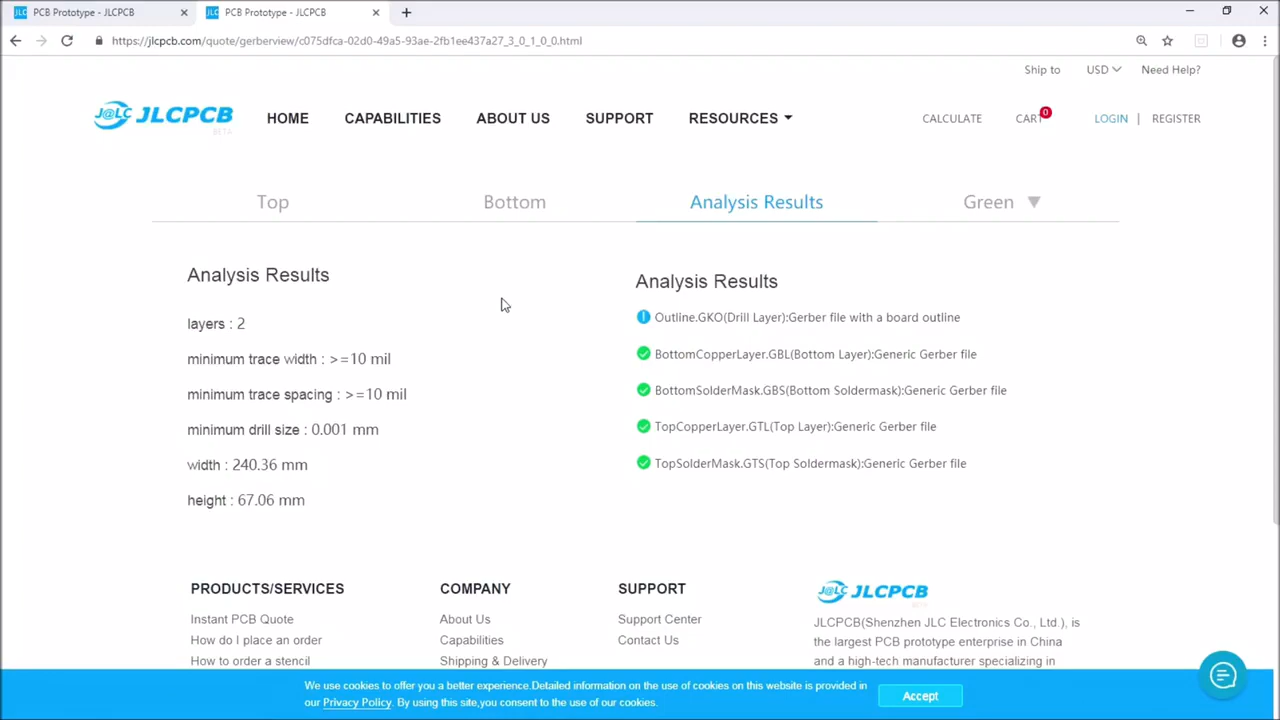 PCB Prototype - JLCPCB
PCB Prototype - JLCPCB
https://jlcpcb.com/quote/gerberview/c075dfca-02d0-49a5-93ae-2fb1ee437a27_3_0_1_0_0.html
Ship to USD Need Help?
J@LC JLCPCB
BETA
HOME CAPABILITIES ABOUT US SUPPORT RESOURCES CALCULATE CART 0 LOGIN | REGISTER
Top Bottom Analysis Results Green ▼
Analysis Results
layers : 2
minimum trace width : >=10 mil
minimum trace spacing : >=10 mil
minimum drill size : 0.001 mm
width : 240.36 mm
height : 67.06 mm
Analysis Results
Outline.GKO(Drill Layer):Gerber file with a board outline
BottomCopperLayer.GBL(Bottom Layer):Generic Gerber file
BottomSolderMask.GBS(Bottom Soldermask):Generic Gerber file
TopCopperLayer.GTL(Top Layer):Generic Gerber file
TopSolderMask.GTS(Top Soldermask):Generic Gerber file
PRODUCTS/SERVICES
Instant PCB Quote
How do I place an order
How to order a stencil
COMPANY
About Us
Capabilities
Shipping & Delivery
SUPPORT
Support Center
Contact Us
J@LC JLCPCB
JLCPCB(Shenzhen JLC Electronics Co., Ltd.), is
the largest PCB prototype enterprise in China
and a high-tech manufacturer specializing in
We use cookies to offer you a better experience.Detailed information on the use of cookies on this website is provided in
our Privacy Policy. By using this site,you consent to the use of our cookies.
Accept